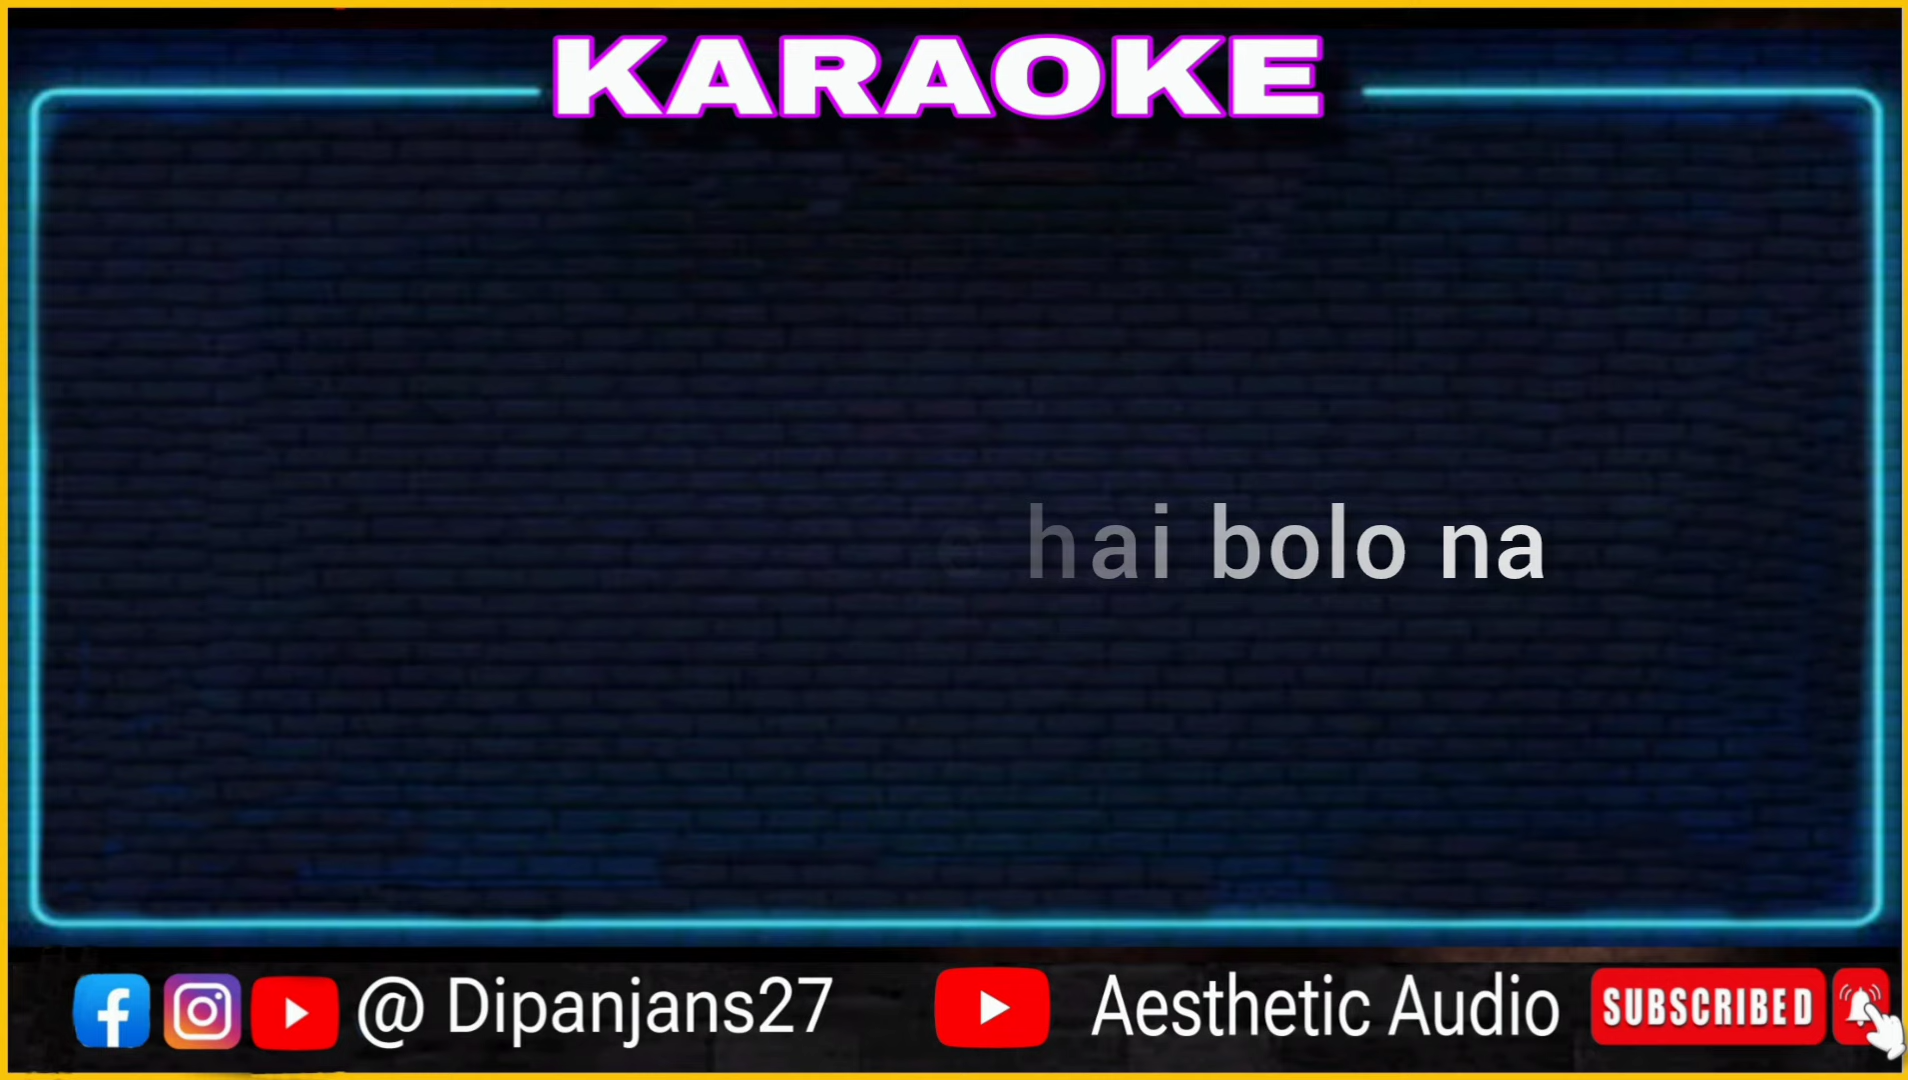 KARAOKE
hai bolo na
@ Dipanjans27
Aesthetic Audio
SUBSCRIBED